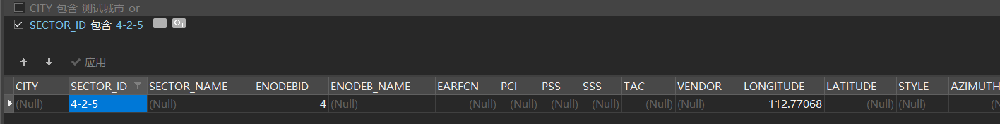 CITY 包含 测试城市 or
SECTOR_ID 包含 4-2-5
应用
CITY SECTOR_ID SECTOR_NAME ENODEBID ENODEB_NAME EARFCN PCI PSS SSS TAC VENDOR LONGITUDE LATITUDE STYLE AZIMUTH
(Null) 4-2-5 (Null) 4 (Null) (Null) (Null) (Null) (Null) (Null) (Null) 112.77068 (Null) (Null) (Nu